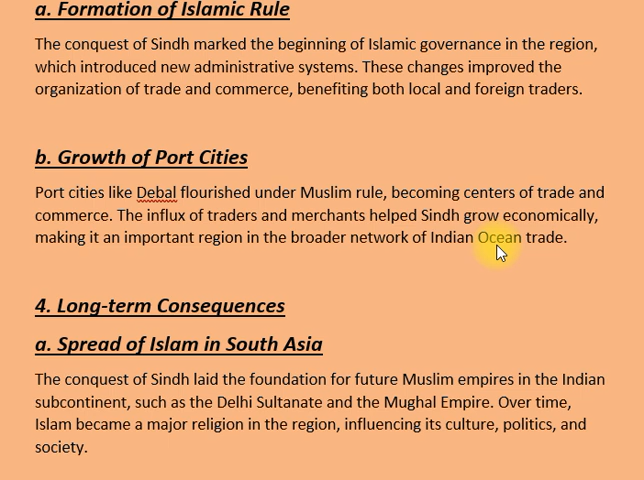 a. Formation of Islamic Rule
The conquest of Sindh marked the beginning of Islamic governance in the region,
which introduced new administrative systems. These changes improved the
organization of trade and commerce, benefiting both local and foreign traders.
b. Growth of Port Cities
Port cities like Debal flourished under Muslim rule, becoming centers of trade and
commerce. The influx of traders and merchants helped Sindh grow economically,
making it an important region in the broader network of Indian Ocean trade.
4. Long-term Consequences
a. Spread of Islam in South Asia
The conquest of Sindh laid the foundation for future Muslim empires in the Indian
subcontinent, such as the Delhi Sultanate and the Mughal Empire. Over time,
Islam became a major religion in the region, influencing its culture, politics, and
society.